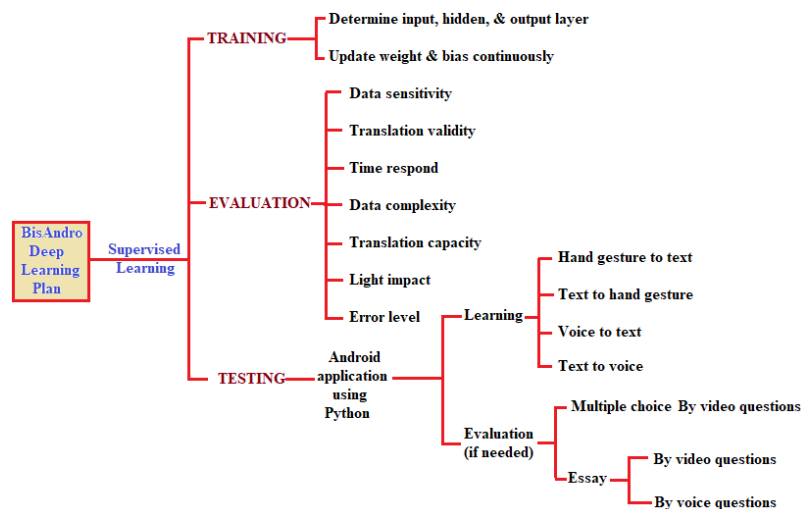 BisAndro
Deep
Learning
Plan
Supervised
Learning
TRAINING
Determine input, hidden, & output layer
Update weight & bias continuously
EVALUATION
Data sensitivity
Translation validity
Time respond
Data complexity
Translation capacity
Light impact
Error level
TESTING
Android
application
using
Python
Learning
Hand gesture to text
Text to hand gesture
Voice to text
Text to voice
Evaluation
(if needed)
Multiple choice By video questions
Essay
By video questions
By voice questions